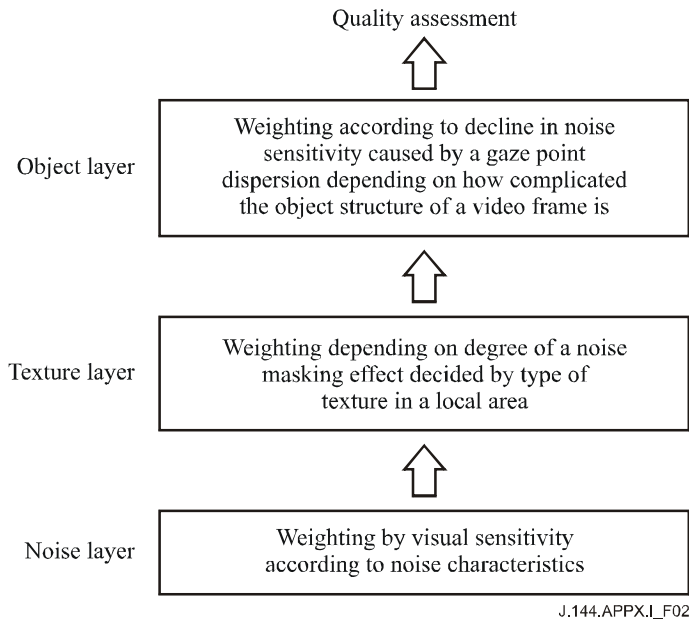 Quality assessment
Object layer
Weighting according to decline in noise
sensitivity caused by a gaze point
dispersion depending on how complicated
the object structure of a video frame is
Texture layer
Weighting depending on degree of a noise
masking effect decided by type of
texture in a local area
Noise layer
Weighting by visual sensitivity
according to noise characteristics
J.144.APPX.I_F02